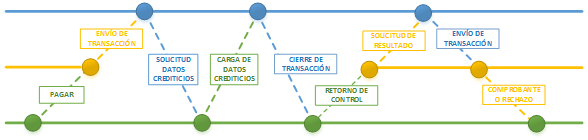 ENVÍO DE
TRANSACCIÓN
PAGAR
SOLICITUD
DATOS
CREDITICIOS
CARGA DE
DATOS
CREDITICIOS
CIERRE DE
TRANSACCIÓN
RETORNO DE
CONTROL
SOLICITUD DE
RESULTADO
ENVÍO DE
TRANSACCIÓN
COMPROBANTE
O RECHAZO